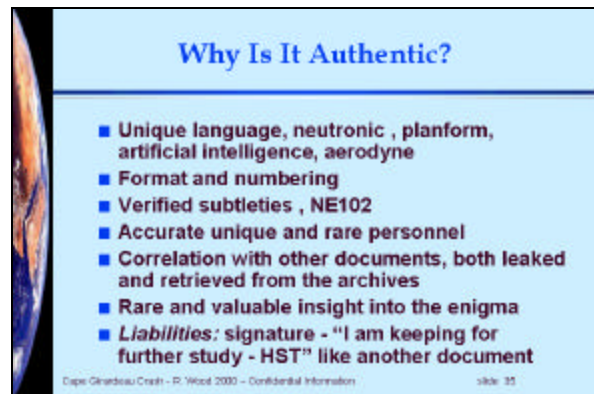 Why Is It Authentic?
■ Unique language, neutronic , planform,
artificial intelligence, aerodyne
■ Format and numbering
■ Verified subtleties , NE102
■ Accurate unique and rare personnel
■ Correlation with other documents, both leaked
and retrieved from the archives
■ Rare and valuable insight into the enigma
■ Liabilities: signature - “I am keeping for
further study - HST” like another document
Cape Girardeau Crash - R. Wood 2000 – Confidential Information slide 35